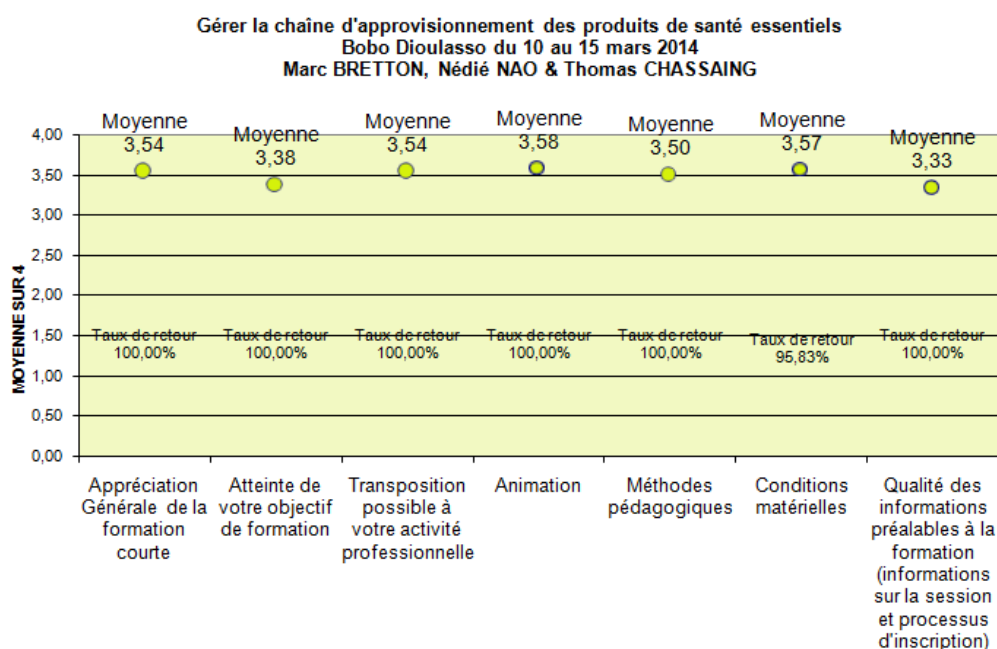 Gérer la chaîne d'approvisionnement des produits de santé essentiels
Bobo Dioulasso du 10 au 15 mars 2014
Marc BRETTON, Nédié NAO & Thomas CHASSAING
MOYENNE SUR 4
4,00
3,50
3,00
2,50
2,00
1,50
1,00
0,50
0,00
Moyenne
3,54
Moyenne
3,38
Moyenne
3,54
Moyenne
3,58
Moyenne
3,50
Moyenne
3,57
Moyenne
3,33
Taux de retour
100,00%
Taux de retour
100,00%
Taux de retour
100,00%
Taux de retour
100,00%
Taux de retour
100,00%
Taux de retour
95,83%
Taux de retour
100,00%
Appréciation
Générale de la
formation
courte
Atteinte de
votre objectif
de formation
Transposition
possible à
votre activité
professionnelle
Animation
Méthodes
pédagogiques
Conditions
matérielles
Qualité des
informations
préalables à la
formation
(informations
sur la session
et processus
d'inscription)